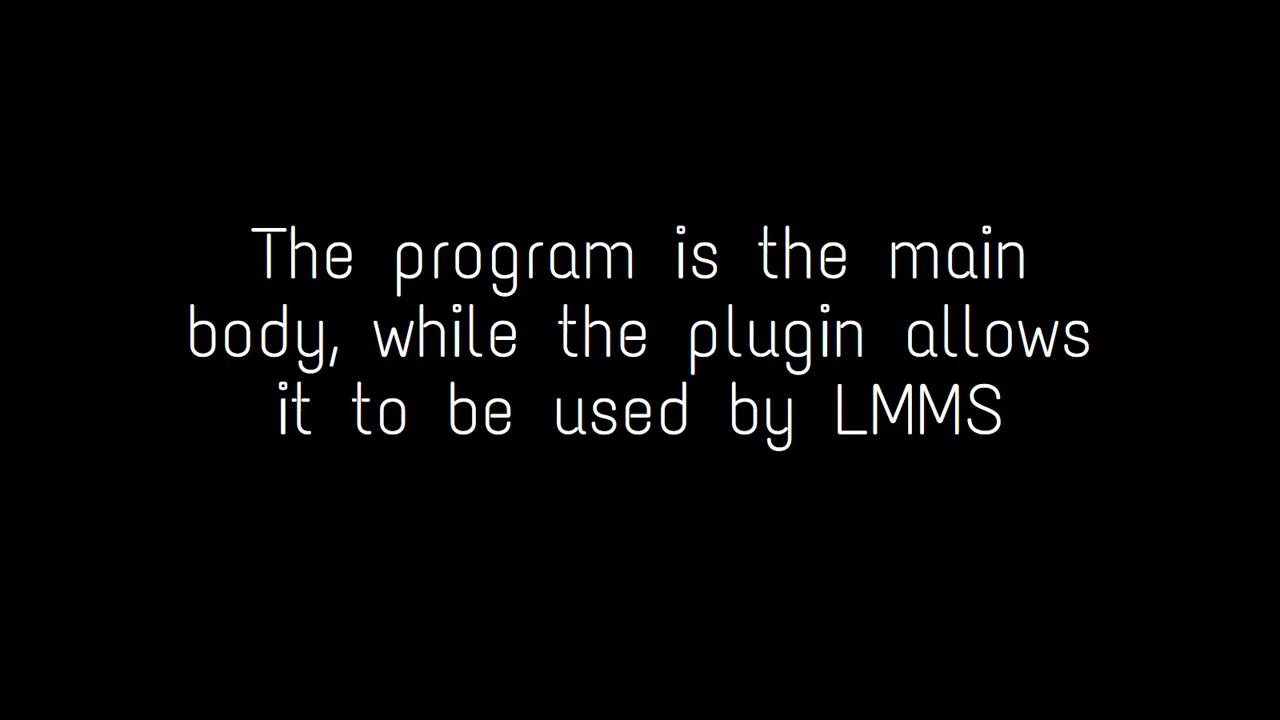 The program is the main
body, while the plugin allows
it to be used by LMMS